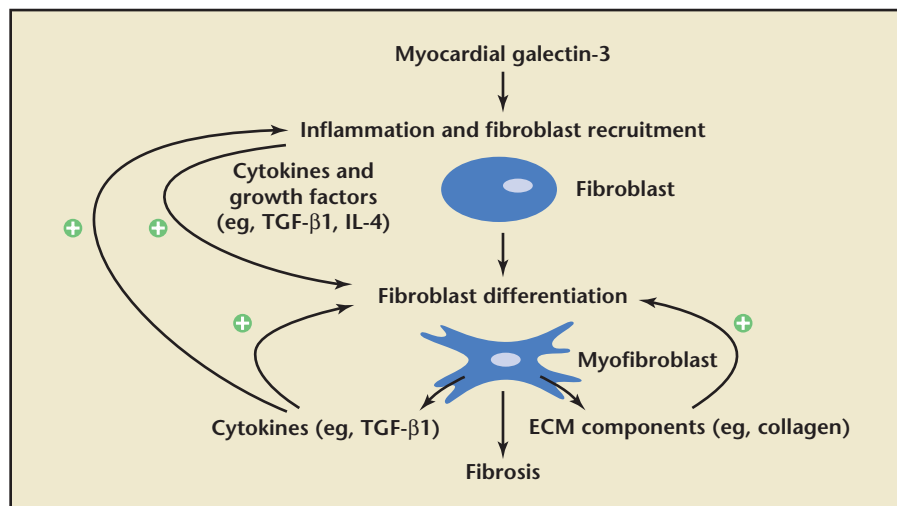 Myocardial galectin-3
Inflammation and fibroblast recruitment
Cytokines and
growth factors
(eg, TGF-β1, IL-4)
Fibroblast
Fibroblast differentiation
Myofibroblast
Cytokines (eg, TGF-β1)
ECM components (eg, collagen)
Fibrosis